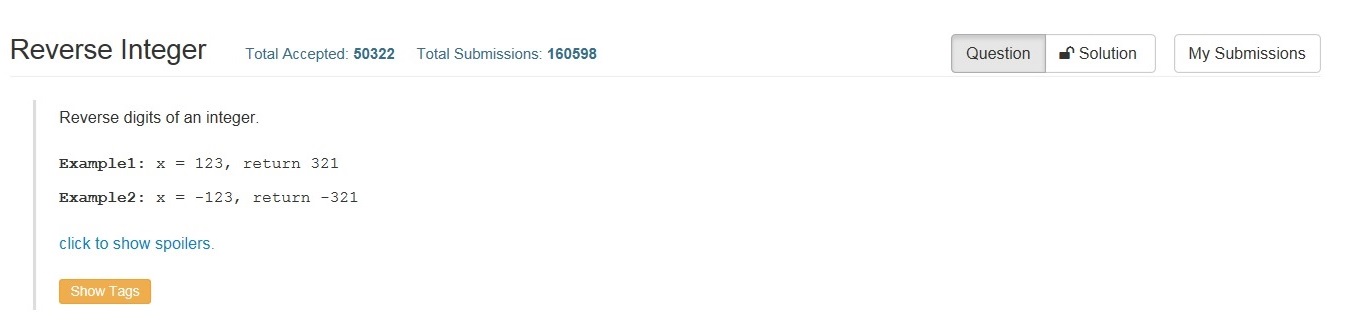 Reverse Integer Total Accepted: 50322 Total Submissions: 160598 Question Solution My Submissions
Reverse digits of an integer.
Example1: x = 123, return 321
Example2: x = -123, return -321
click to show spoilers.
Show Tags